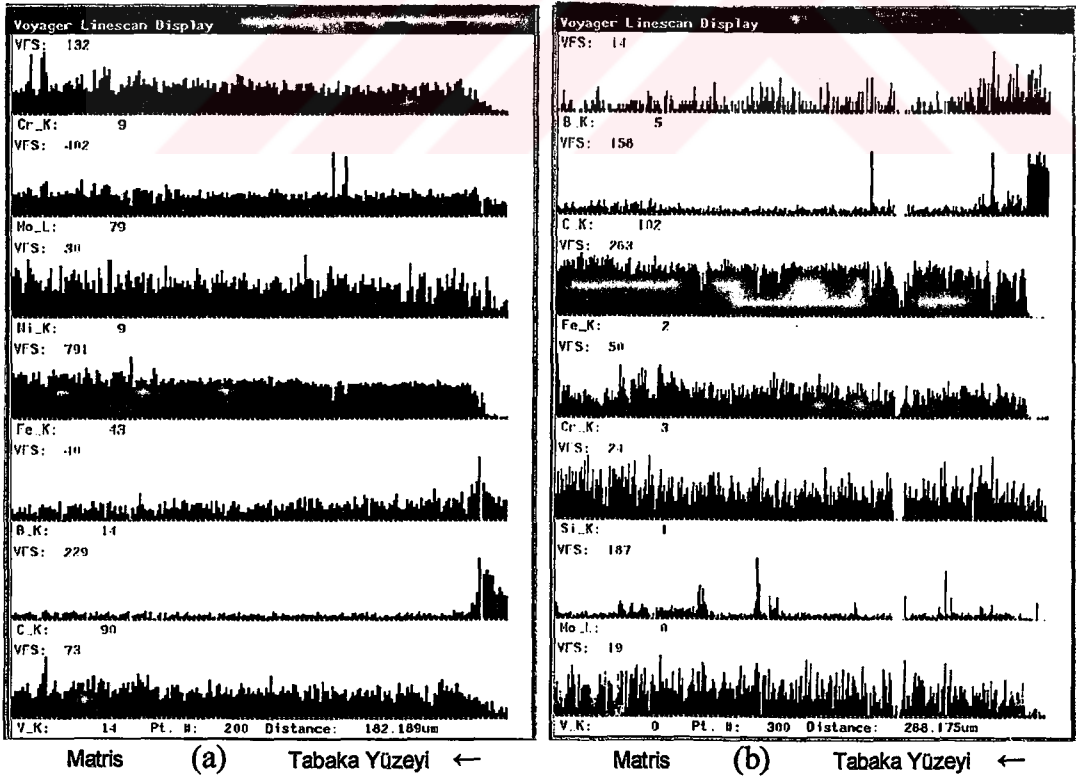 Voyager Linescan Display
VFS: 132
Cr_K: 9
VFS: 402
Mo_L: 79
VFS: 30
Ni_K: 9
VFS: 791
Fe_K: 43
VFS: 40
B_K: 14
VFS: 229
C_K: 90
VFS: 73
V_K: 14 Pt. #: 200 Distance: 182.189um
Matris (a) Tabaka Yüzeyi ←
Voyager Linescan Display
VFS: 14
B_K: 5
VFS: 158
C_K: 102
VFS: 263
Fe_K: 2
VFS: 50
Cr_K: 3
VFS: 24
Si_K: 1
VFS: 187
Mo_L: 0
VFS: 19
V_K: 0 Pt. #: 300 Distance: 288.175um
Matris (b) Tabaka Yüzeyi ←